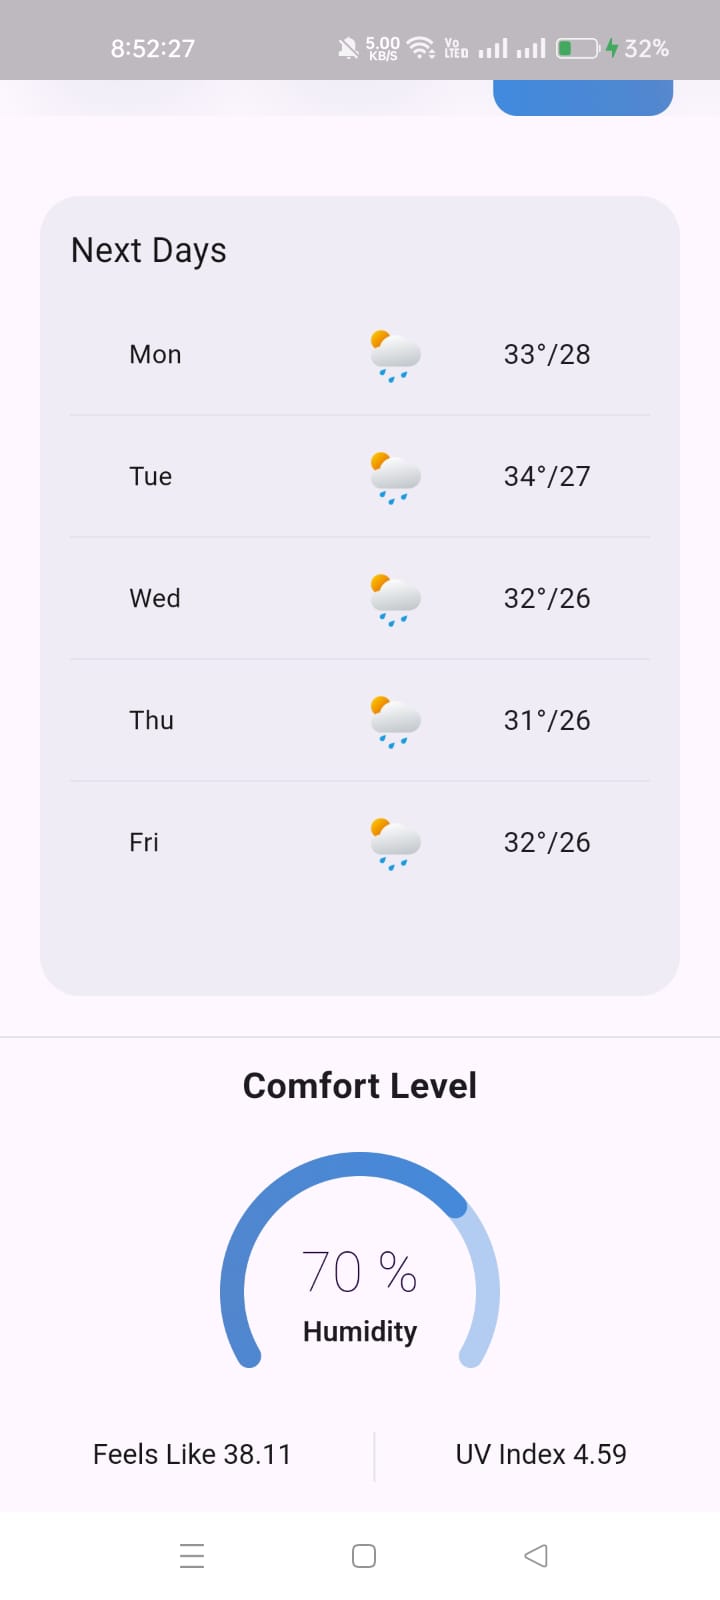 8:52:27 5.00 KB/S Vo LTED 32%
Next Days
Mon 33°/28
Tue 34°/27
Wed 32°/26
Thu 31°/26
Fri 32°/26
Comfort Level
70 %
Humidity
Feels Like 38.11 UV Index 4.59